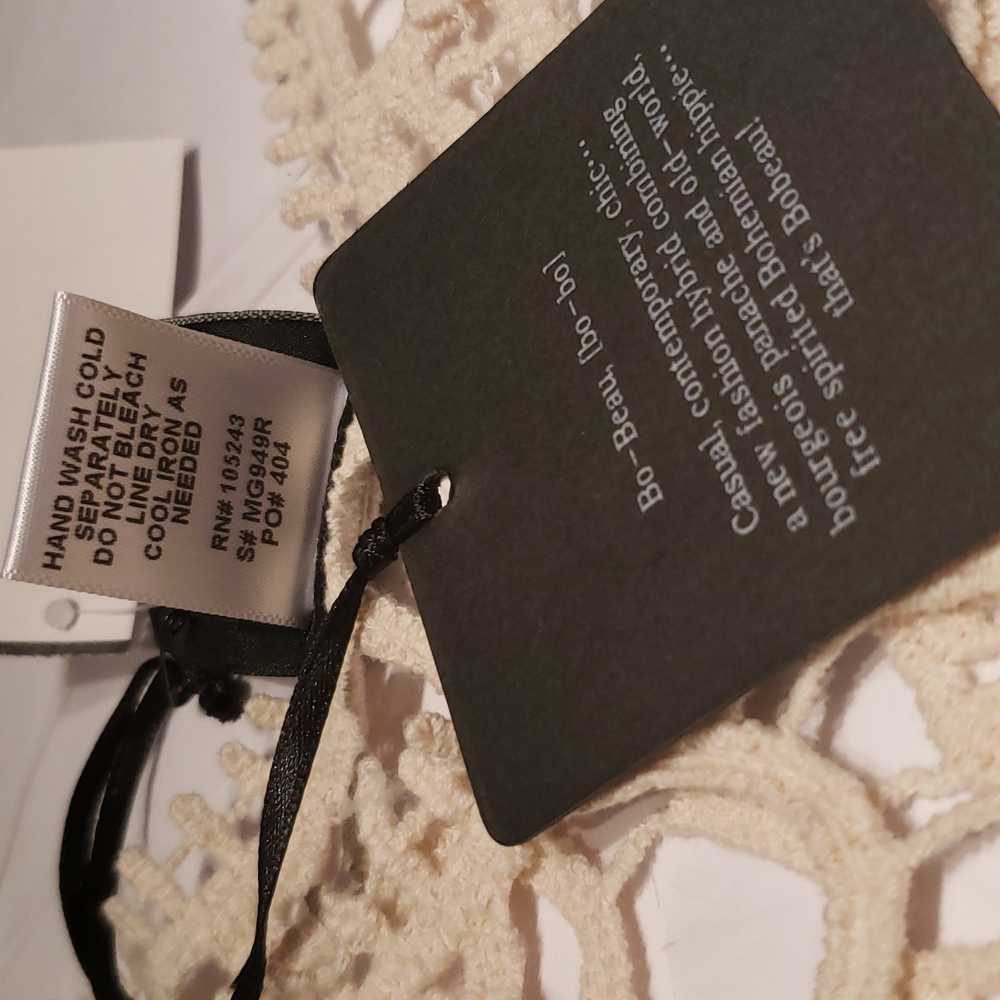 HAND WASH COLD
SEPARATELY
DO NOT BLEACH
LINE DRY
COOL IRON AS
NEEDED
RN# 105243
S# MG949R
PO# 404
Bo-Beau, [bo-bo]
Casual, contemporary, chic...
a new fashion hybrid combining
bourgeois panache and old-world,
free spirited Bohemian hippie...
that's Bobeau!